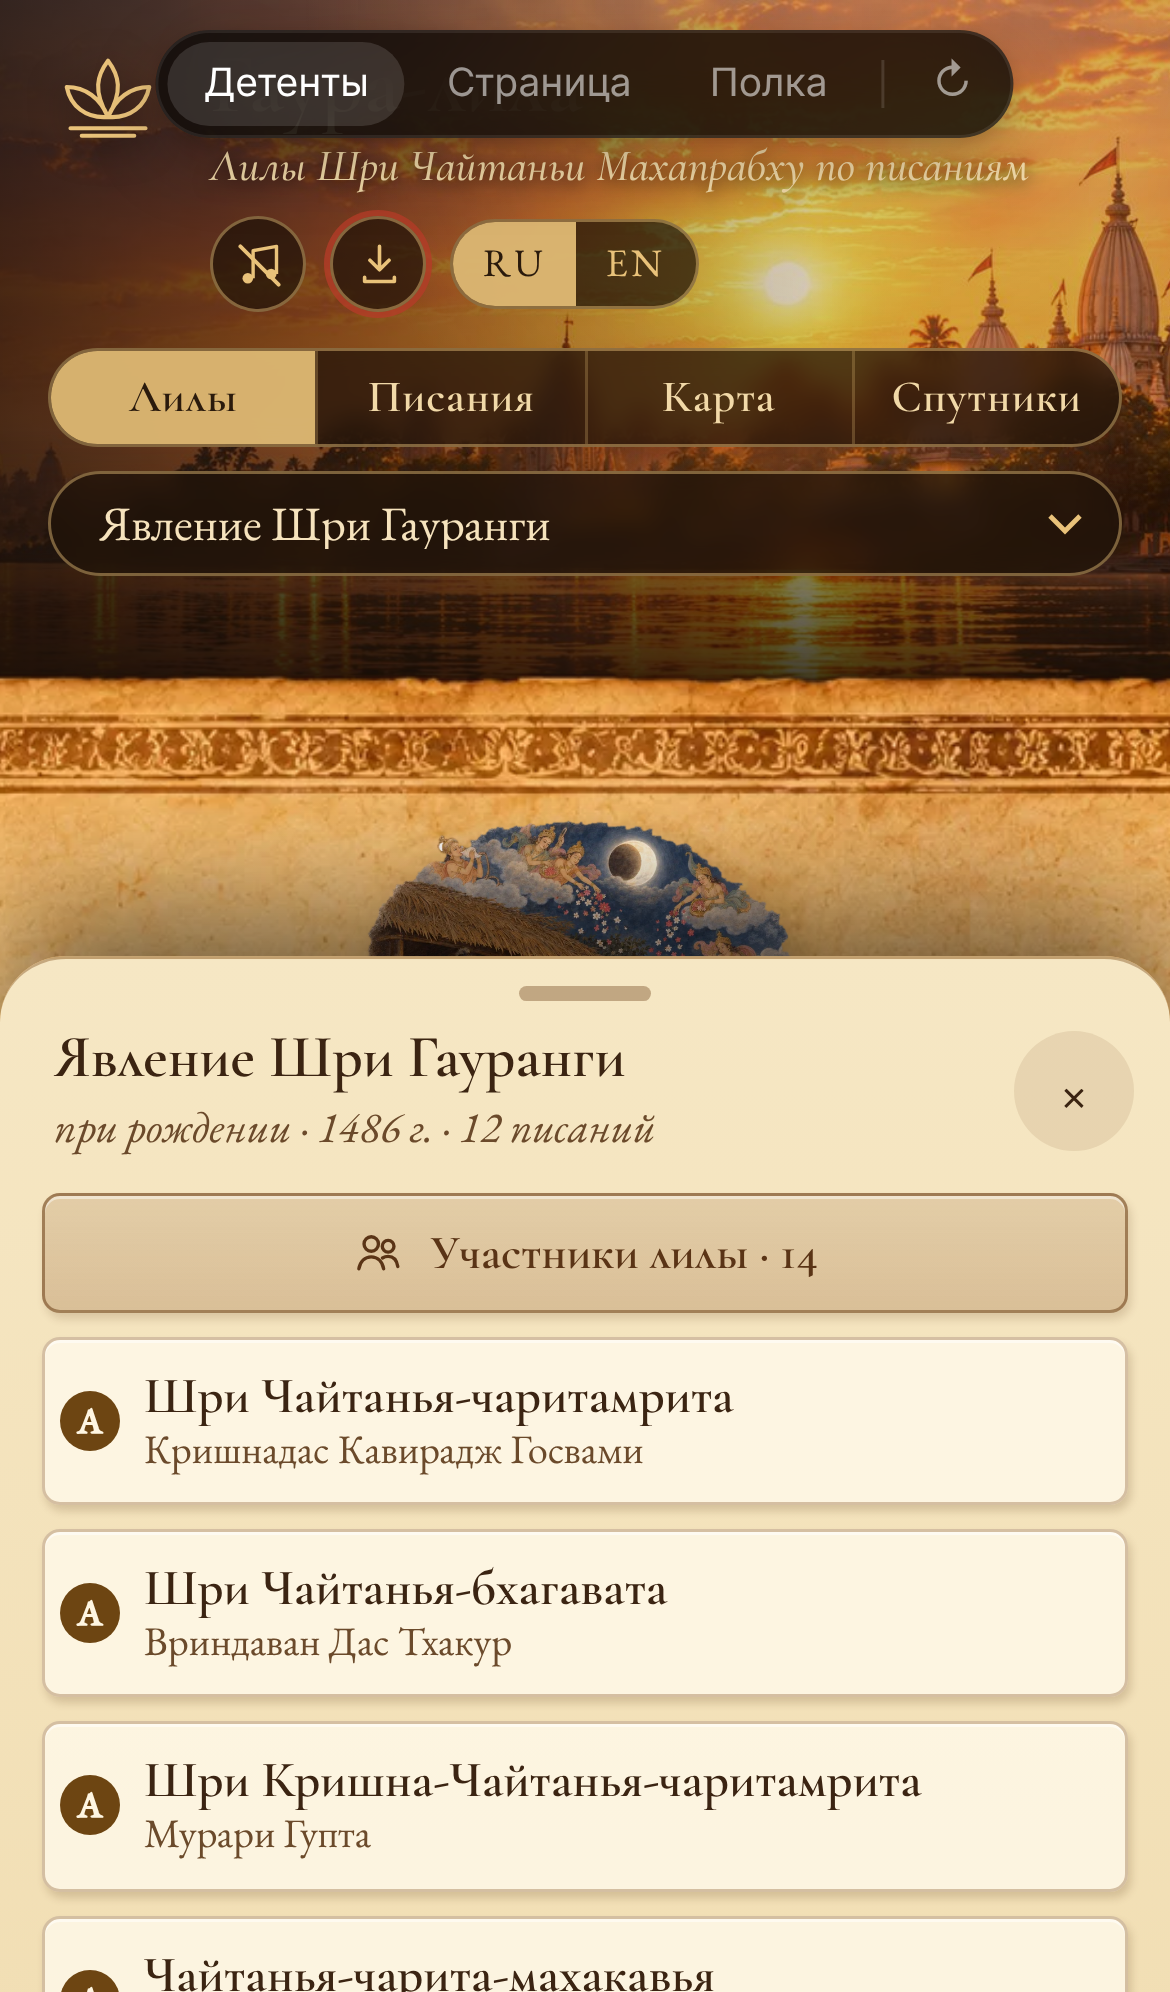 Детенты Страница Полка
Лилы Шри Чайтаньи Махапрабху по писаниям
RU EN
Лилы Писания Карта Спутники
Явление Шри Гауранги
Явление Шри Гауранги
×
при рождении · 1486 г. · 12 писаний
Участники лилы · 14
А
Шри Чайтанья-чаритамрита
Кришнадас Кавирадж Госвами
А
Шри Чайтанья-бхагавата
Вриндаван Дас Тхакур
А
Шри Кришна-Чайтанья-чаритамрита
Мурари Гупта
Чайтанья-чарита-махакавья